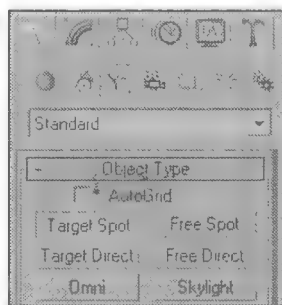 Standard
- Object Type
AutoGrid
Target Spot Free Spot
Target Direct Free Direct
Omni Skylight